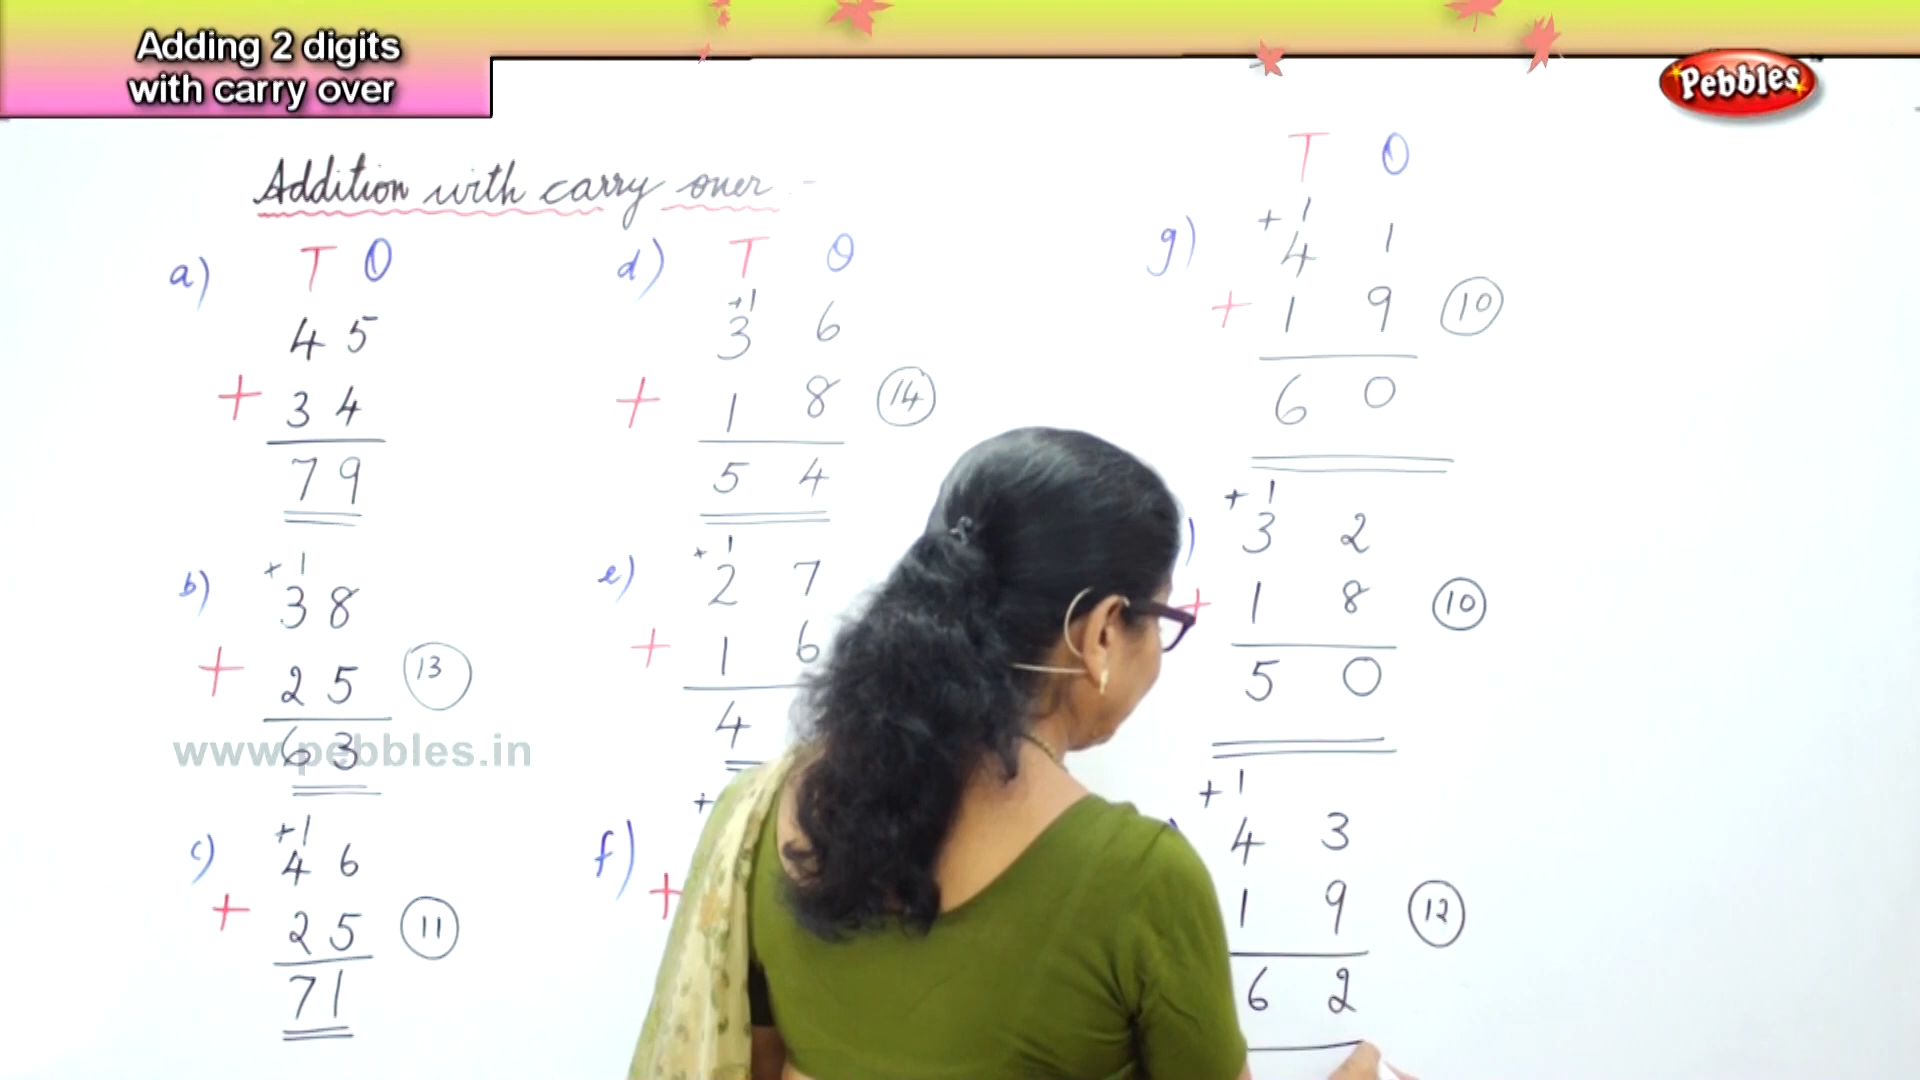 Adding 2 digits
with carry over
Pebbles
Addition with carry over -
a) T O
4 5
+ 3 4
7 9
b) + 1
3 8
+ 2 5 13
6 3
www.pebbles.in
c) + 1
4 6
+ 2 5 11
7 1
d) T O
+1
3 6
+ 1 8 14
5 4
e) + 1
2 7
+ 1 6
4
f) +
+
g) T O
+ 1
4 1
+ 1 9 10
6 0
+ 1
) 3 2
+ 1 8 10
5 0
+ 1
4 3
1 9 12
6 2